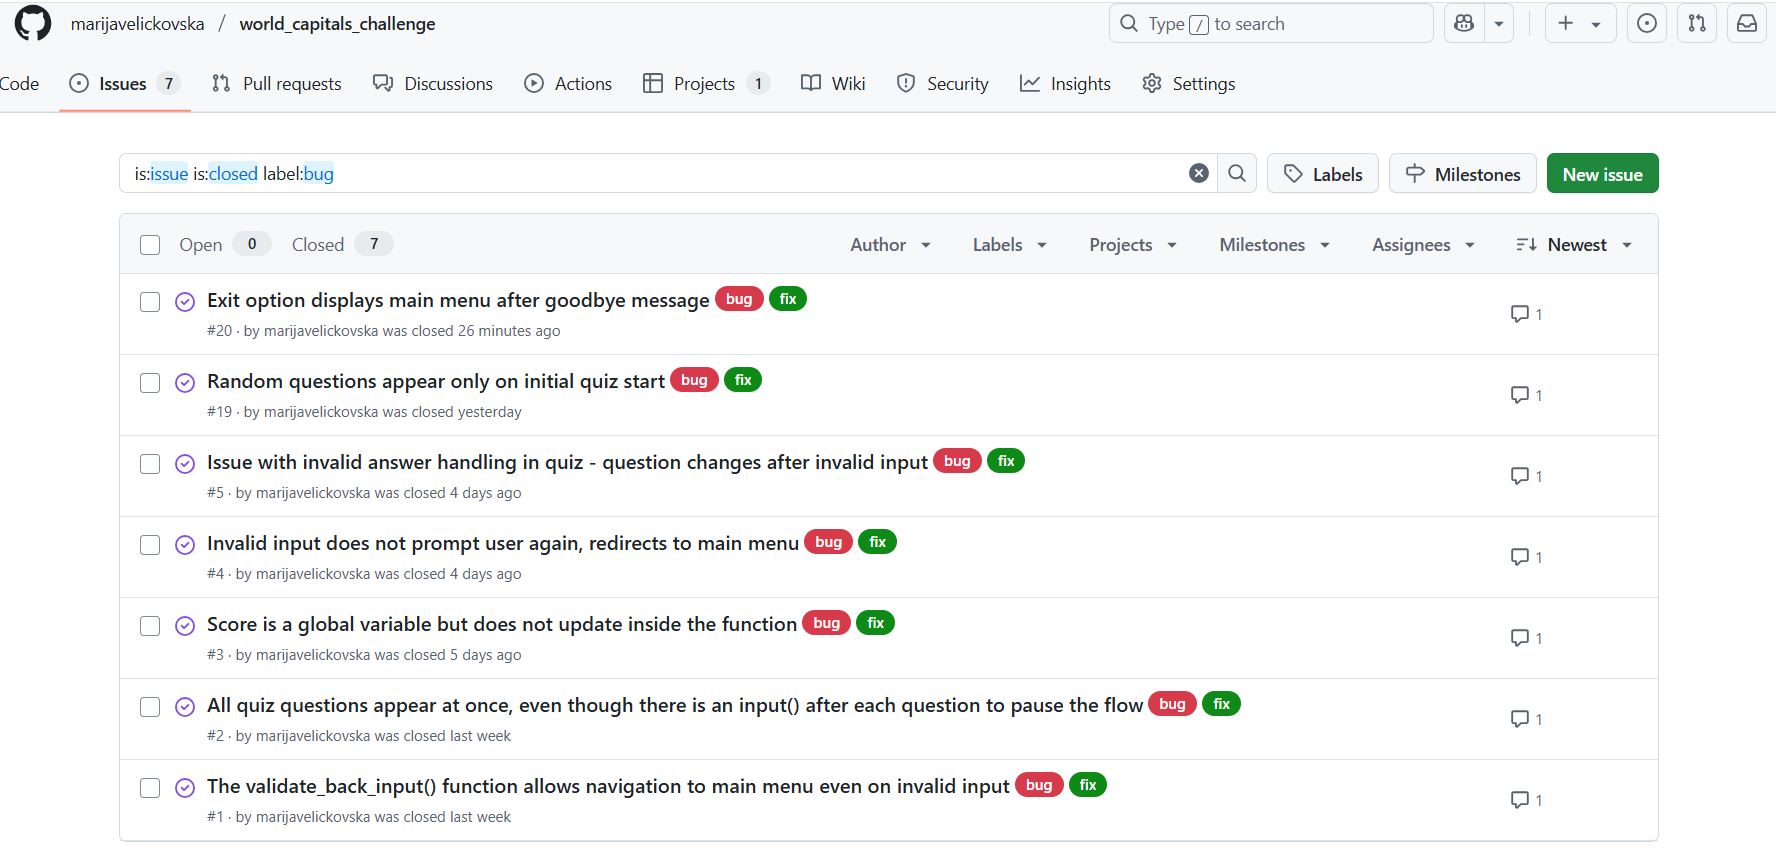 marijavelickovska / world_capitals_challenge
Type / to search
Code
Issues 7
Pull requests
Discussions
Actions
Projects 1
Wiki
Security
Insights
Settings
is:issue is:closed label:bug
Labels
Milestones
New issue
Open 0
Closed 7
Author
Labels
Projects
Milestones
Assignees
Newest
Exit option displays main menu after goodbye message bug fix
1
#20 · by marijavelickovska was closed 26 minutes ago
Random questions appear only on initial quiz start bug fix
1
#19 · by marijavelickovska was closed yesterday
Issue with invalid answer handling in quiz - question changes after invalid input bug fix
1
#5 · by marijavelickovska was closed 4 days ago
Invalid input does not prompt user again, redirects to main menu bug fix
1
#4 · by marijavelickovska was closed 4 days ago
Score is a global variable but does not update inside the function bug fix
1
#3 · by marijavelickovska was closed 5 days ago
All quiz questions appear at once, even though there is an input() after each question to pause the flow bug fix
1
#2 · by marijavelickovska was closed last week
The validate_back_input() function allows navigation to main menu even on invalid input bug fix
1
#1 · by marijavelickovska was closed last week